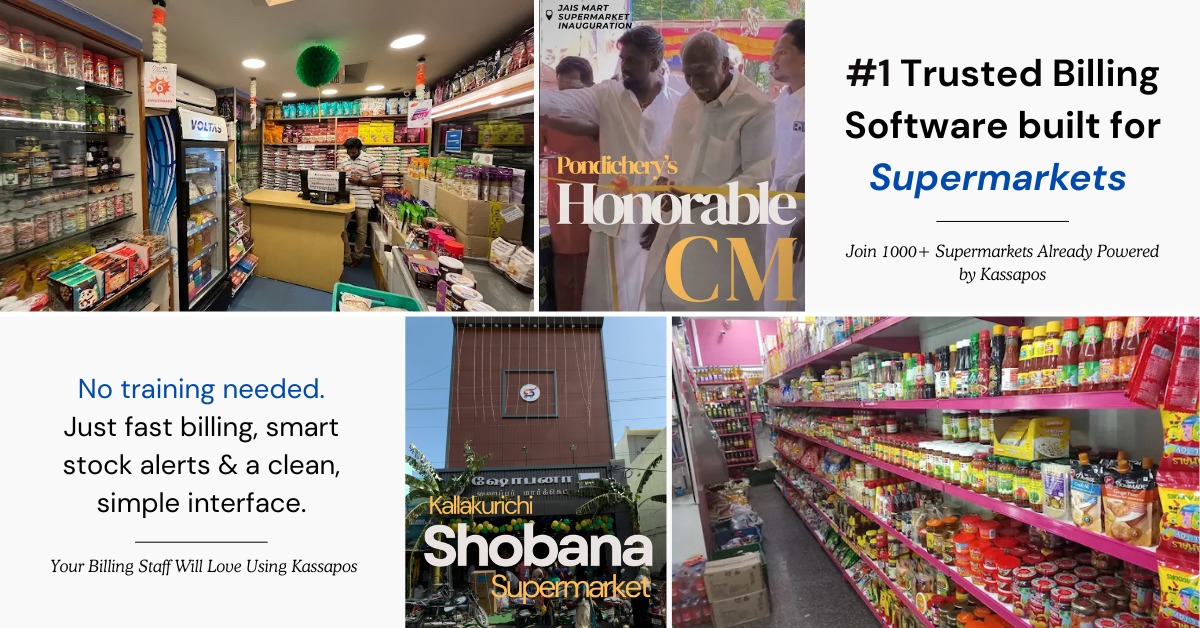 JAIS MART
SUPERMARKET
INAUGURATION
VOLTAS
Pondichery's
Honorable
CM
#1 Trusted Billing
Software built for
Supermarkets
Join 1000+ Supermarkets Already Powered
by Kassapos
No training needed.
Just fast billing, smart
stock alerts & a clean,
simple interface.
Your Billing Staff Will Love Using Kassapos
ஷோபனா
சூப்பர் மார்க்கெட்
Kallakurichi
Shobana
Supermarket